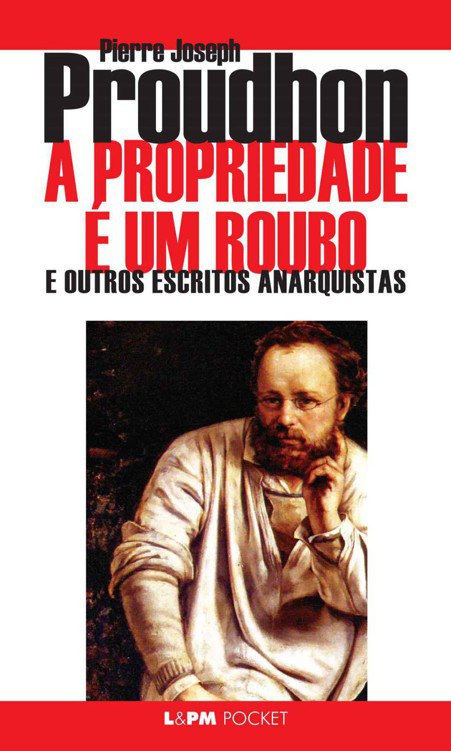 Pierre Joseph
Proudhon
A PROPRIEDADE
É UM ROUBO
E OUTROS ESCRITOS ANARQUISTAS
L&PM POCKET